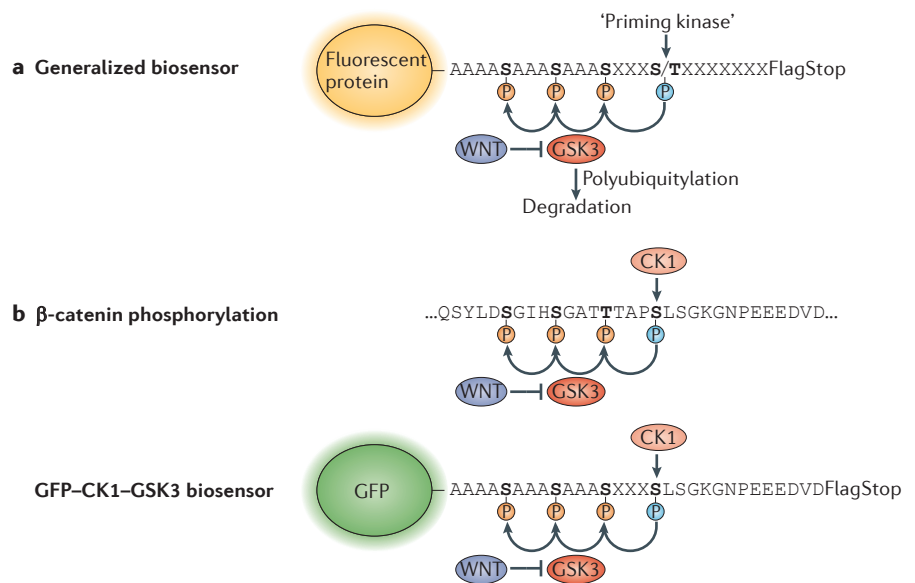 'Priming kinase'
a Generalized biosensor
Fluorescent
protein
AAAASAAASAAASXXXS/TXXXXXXXFlagStop
P P P P
WNT GSK3
Polyubiquitylation
Degradation
CK1
b β-catenin phosphorylation
...QSYLDSGIHSGATTTAPSLSGKGNPEEEDVD...
P P P P
WNT GSK3
CK1
GFP–CK1–GSK3 biosensor
GFP
AAAASAAASAAASXXXSLSGKGNPEEEDVDFlagStop
P P P P
WNT GSK3